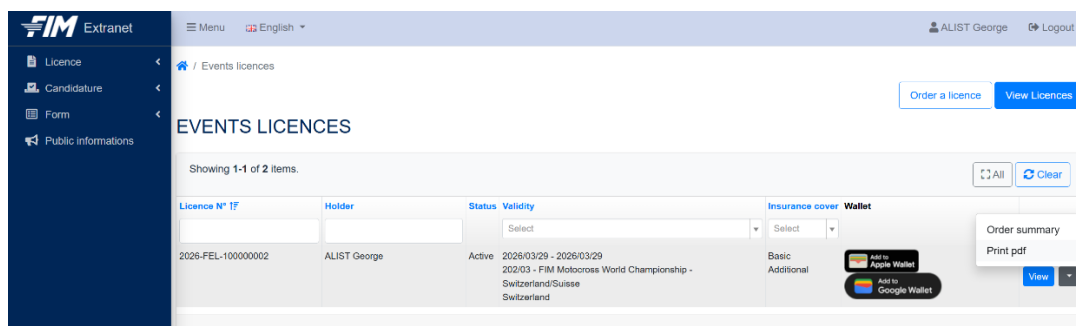 FIM Extranet
Menu
English
ALIST George
Logout
Licence
Candidature
Form
Public informations
/ Events licences
Order a licence
View Licences
EVENTS LICENCES
Showing 1-1 of 2 items.
All
Clear
Licence N° Holder Status Validity Insurance cover Wallet
Select
Select
Order summary
Print pdf
2026-FEL-100000002
ALIST George
Active
2026/03/29 - 2026/03/29
202/03 - FIM Motocross World Championship -
Switzerland/Suisse
Switzerland
Basic
Additional
Add to
Apple Wallet
Add to
Google Wallet
View